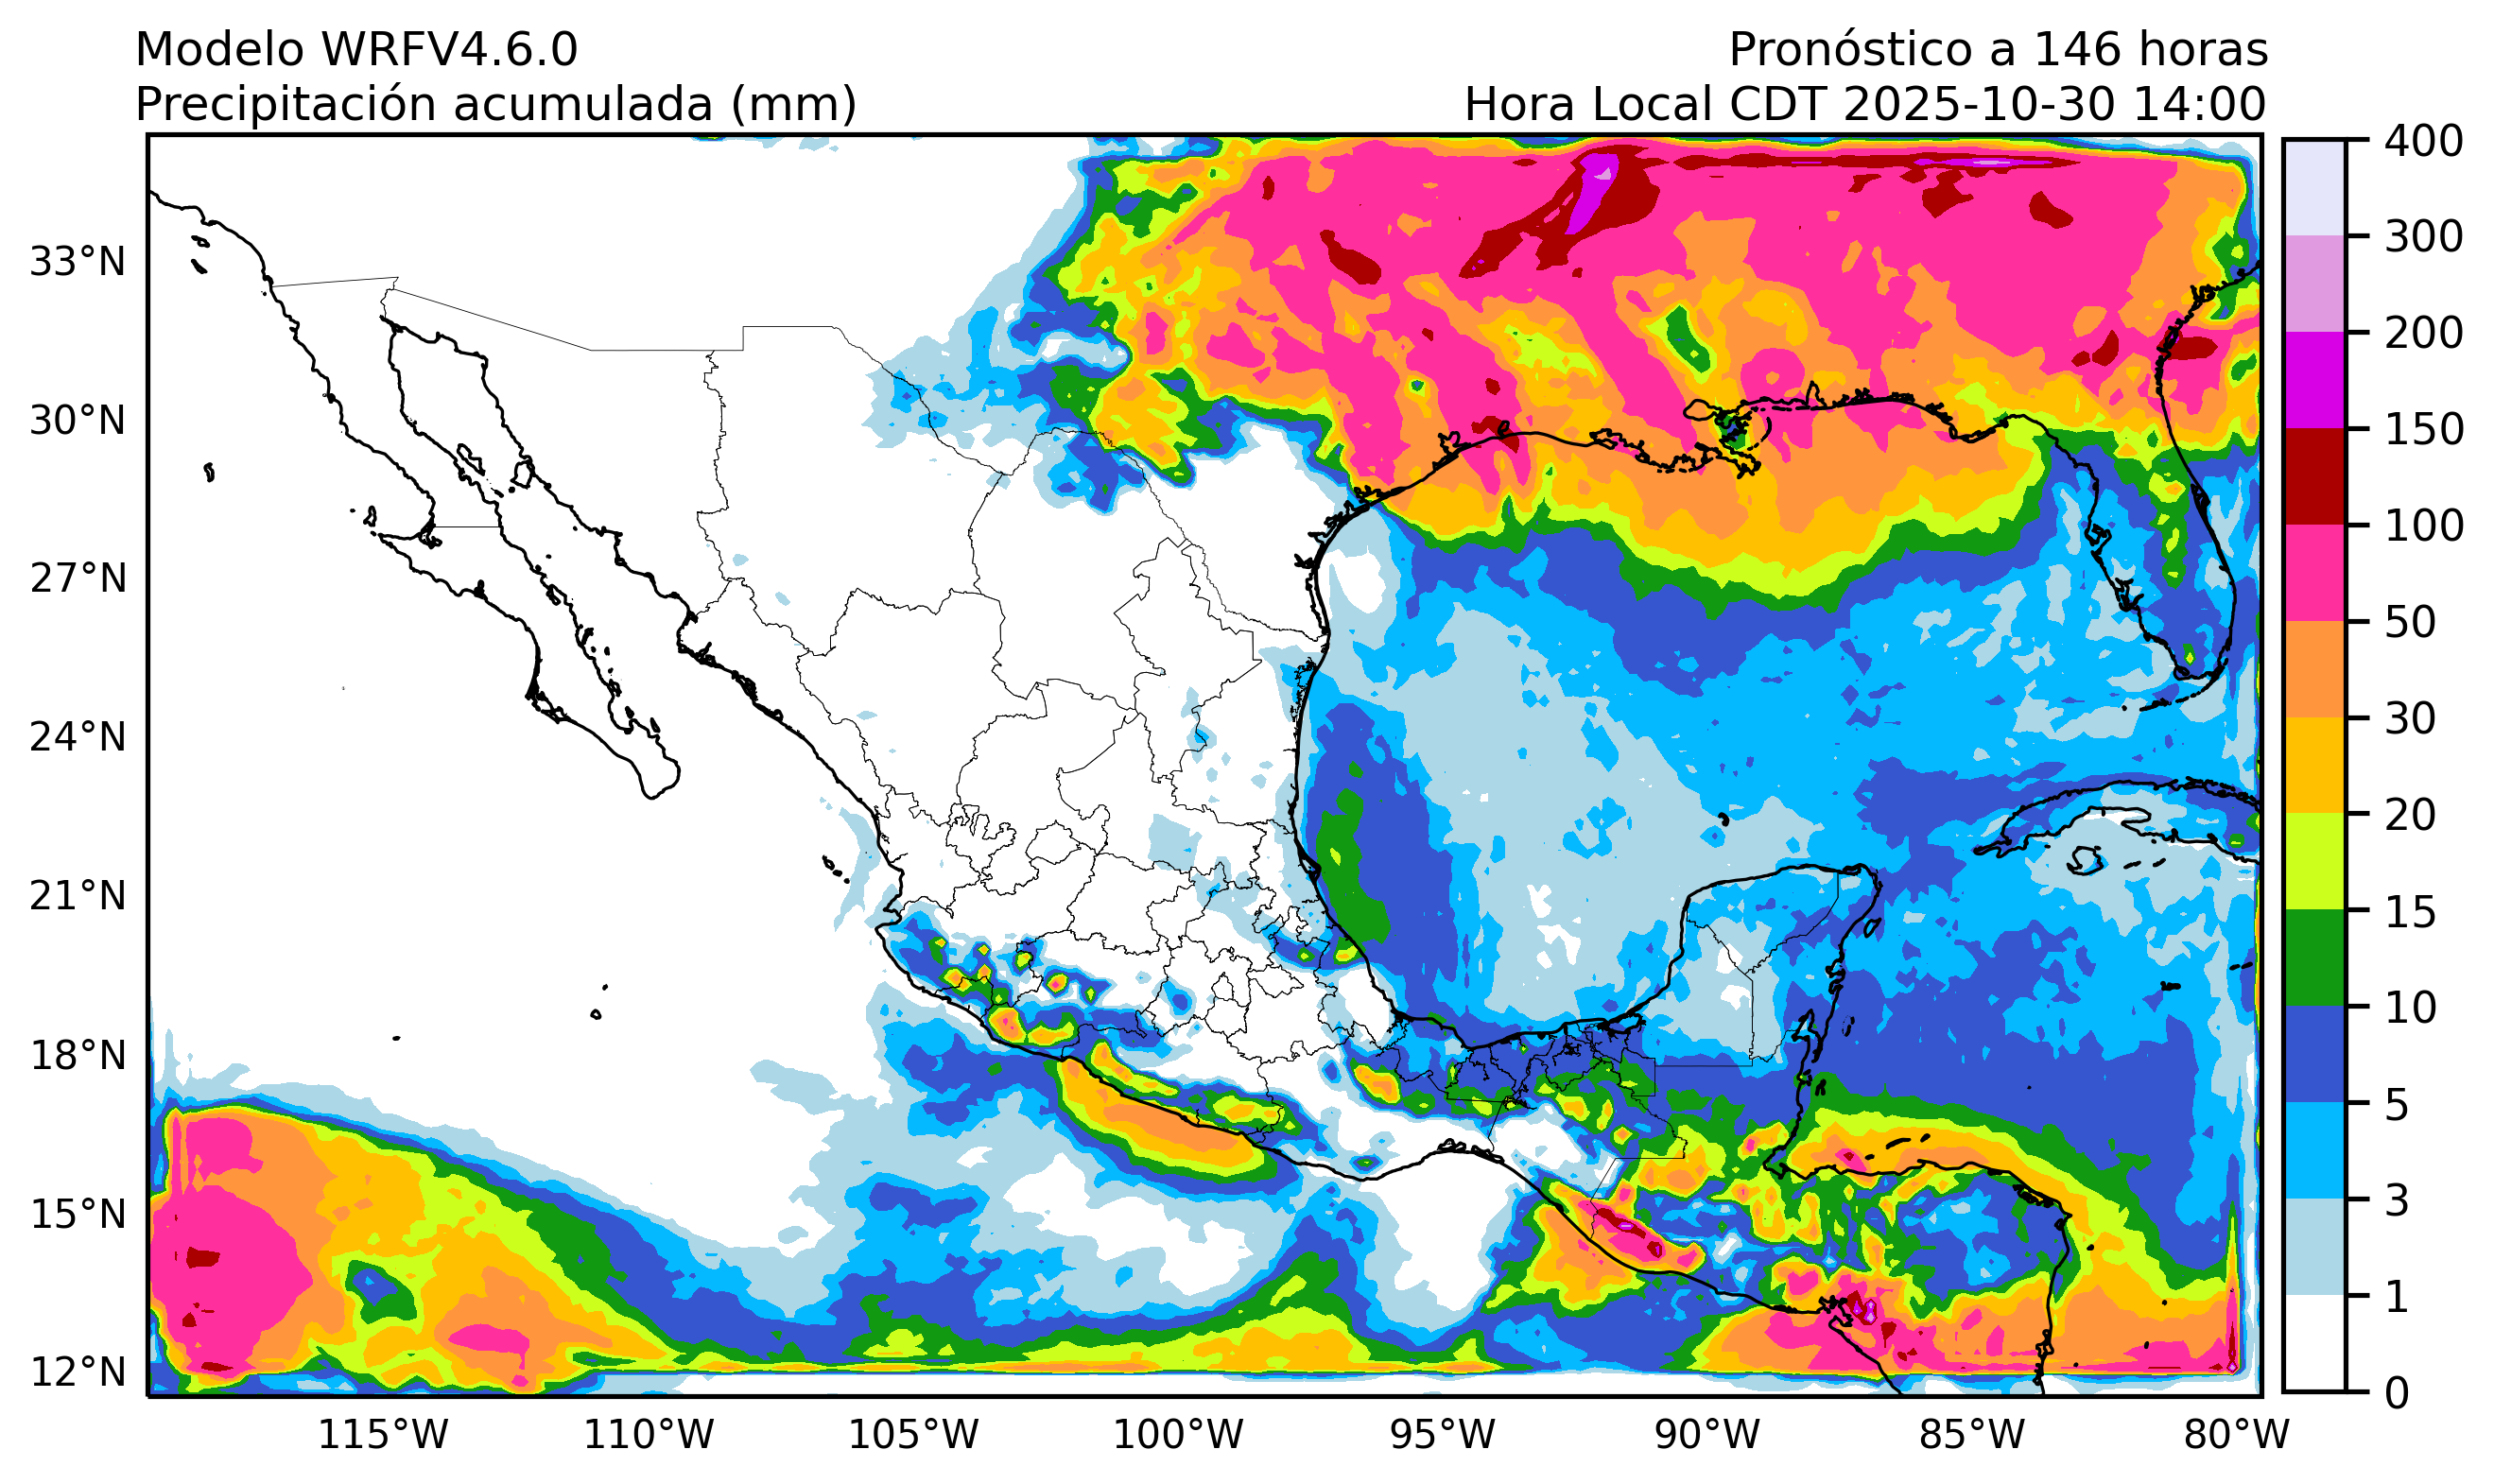 Modelo WRFV4.6.0
Pronóstico a 146 horas
Precipitación acumulada (mm)
Hora Local CDT 2025-10-30 14:00
33°N
30°N
27°N
24°N
21°N
18°N
15°N
12°N
115°W
110°W
105°W
100°W
95°W
90°W
85°W
80°W
400
300
200
150
100
50
30
20
15
10
5
3
1
0